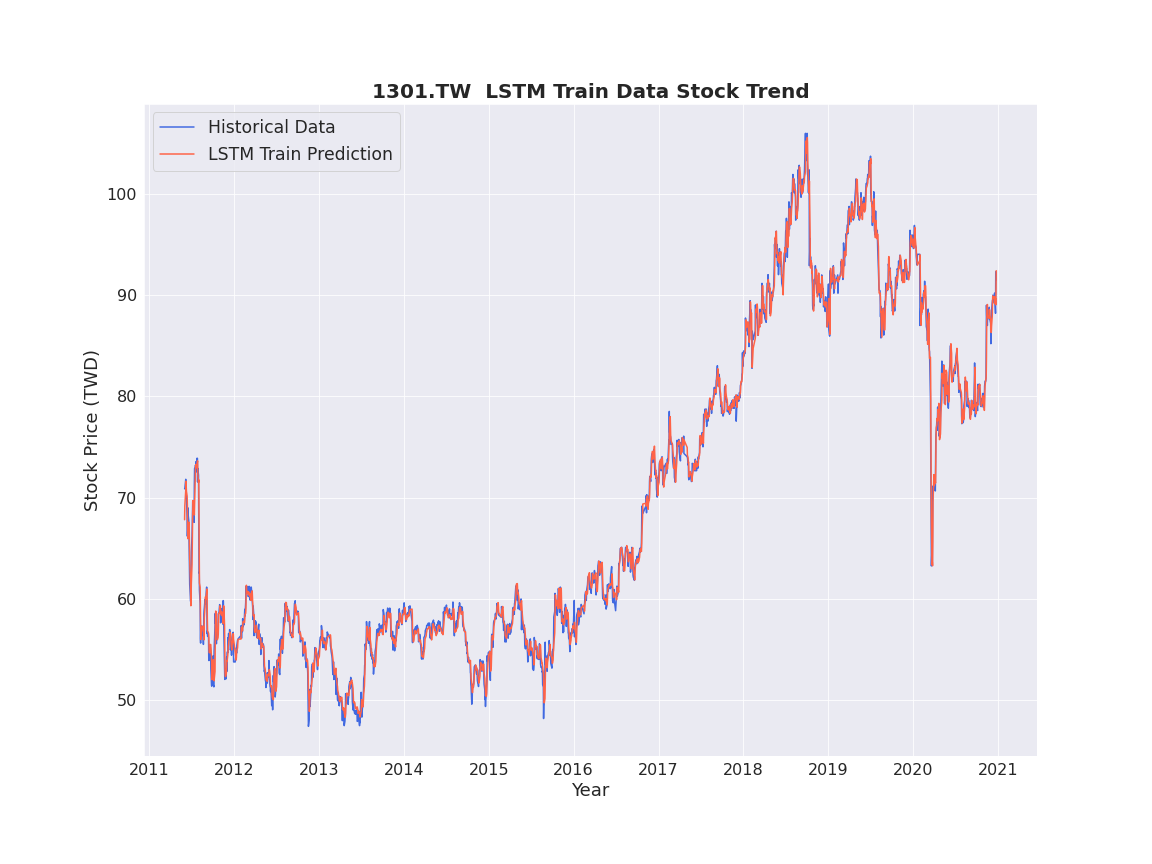 1301.TW  LSTM Train Data Stock Trend
Historical Data
LSTM Train Prediction
Stock Price (TWD)
100
90
80
70
60
50
2011 2012 2013 2014 2015 2016 2017 2018 2019 2020 2021
Year